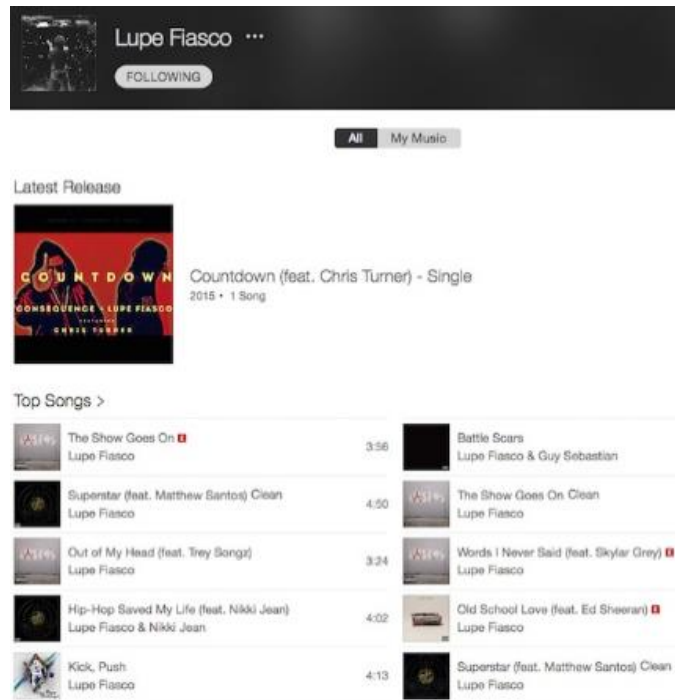 Lupe Fiasco ...
FOLLOWING
All My Music
Latest Release
COUNTDOWN
CONSEQUENCE - LUPE FIASCO
FEATURING
CHRIS TURNER
Countdown (feat. Chris Turner) - Single
2015 • 1 Song
Top Songs >
The Show Goes On E
Lupe Fiasco
3:56
Superstar (feat. Matthew Santos) Clean
Lupe Fiasco
4:50
Out of My Head (feat. Trey Songz)
Lupe Fiasco
3:24
Hip-Hop Saved My Life (feat. Nikki Jean)
Lupe Fiasco & Nikki Jean
4:02
Kick, Push
Lupe Fiasco
4:13
Battle Scars
Lupe Fiasco & Guy Sebastian
The Show Goes On Clean
Lupe Fiasco
Words I Never Said (feat. Skylar Grey) E
Lupe Fiasco
Old School Love (feat. Ed Sheeran) E
Lupe Fiasco
Superstar (feat. Matthew Santos) Clean
Lupe Fiasco